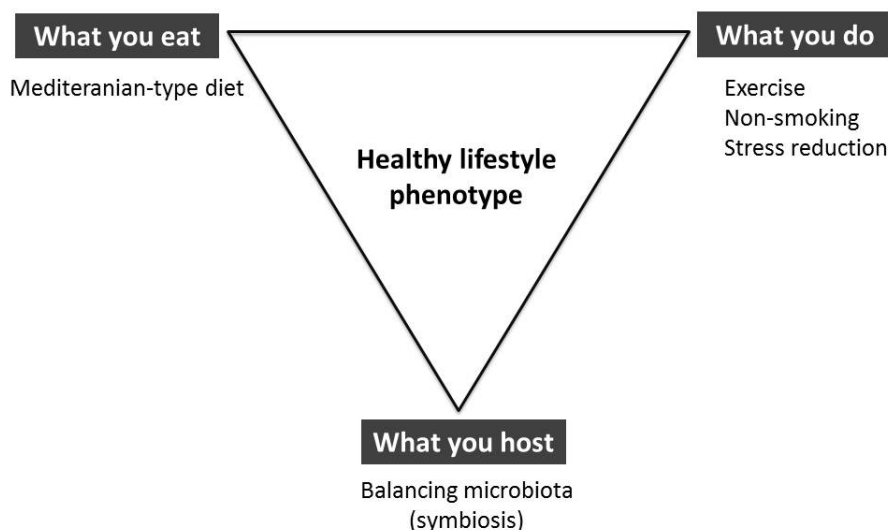 What you eat
Mediteranian-type diet
What you do
Exercise
Non-smoking
Stress reduction
Healthy lifestyle
phenotype
What you host
Balancing microbiota
(symbiosis)